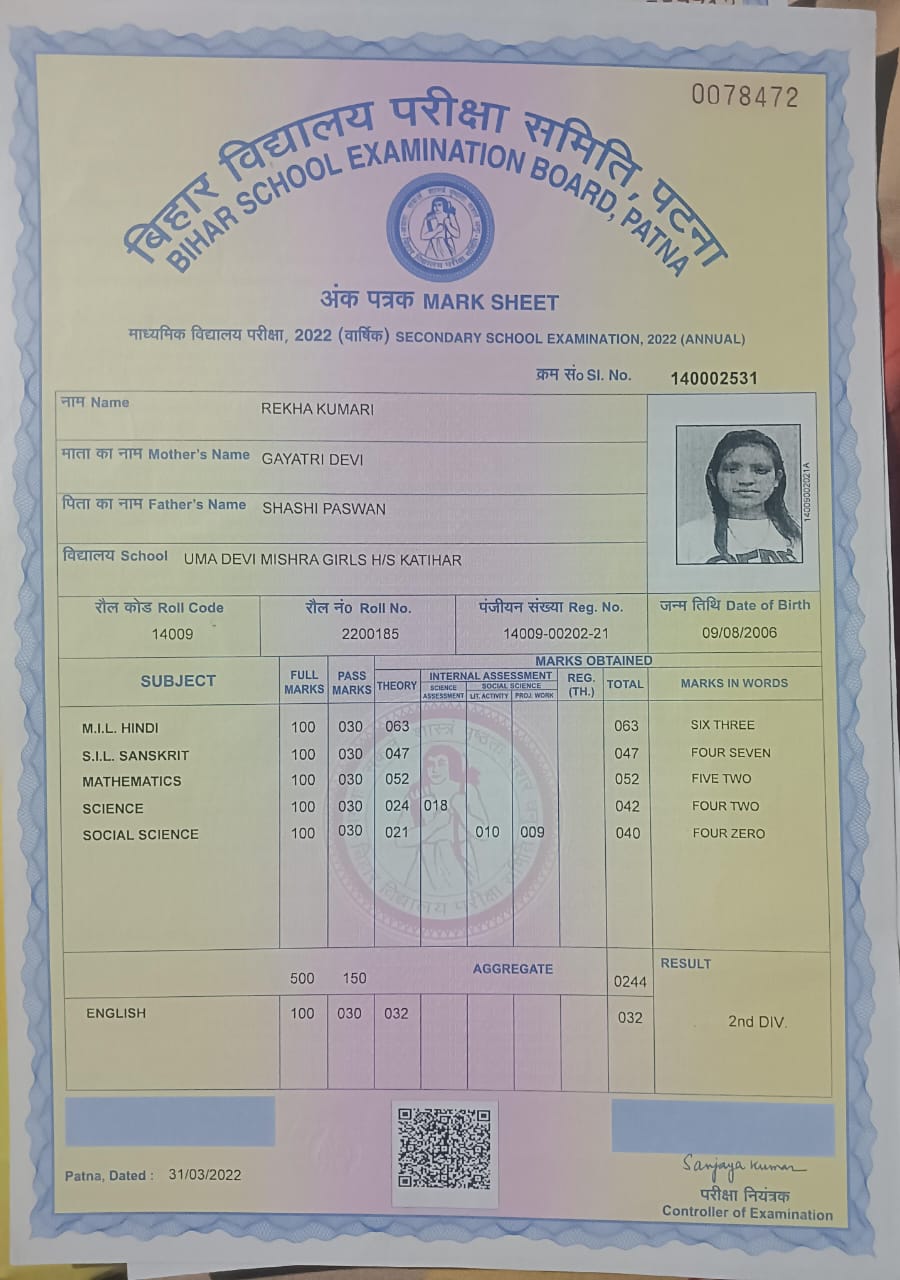 0078472
बिहार विद्यालय परीक्षा समिति, पटना
BIHAR SCHOOL EXAMINATION BOARD, PATNA
अंक पत्रक MARK SHEET
माध्यमिक विद्यालय परीक्षा, 2022 (वार्षिक) SECONDARY SCHOOL EXAMINATION, 2022 (ANNUAL)
क्रम सं० Sl. No. 140002531
नाम Name REKHA KUMARI
माता का नाम Mother's Name GAYATRI DEVI
पिता का नाम Father's Name SHASHI PASWAN
विद्यालय School UMA DEVI MISHRA GIRLS H/S KATIHAR
14009002021A
रौल कोड Roll Code रौल नं० Roll No. पंजीयन संख्या Reg. No. जन्म तिथि Date of Birth
14009 2200185 14009-00202-21 09/08/2006
MARKS OBTAINED
SUBJECT FULL MARKS PASS MARKS THEORY INTERNAL ASSESSMENT REG. (TH.) TOTAL MARKS IN WORDS
SCIENCE ASSESSMENT SOCIAL SCIENCE LIT. ACTIVITY PROJ. WORK
M.I.L. HINDI 100 030 063 063 SIX THREE
S.I.L. SANSKRIT 100 030 047 047 FOUR SEVEN
MATHEMATICS 100 030 052 052 FIVE TWO
SCIENCE 100 030 024 018 042 FOUR TWO
SOCIAL SCIENCE 100 030 021 010 009 040 FOUR ZERO
500 150 AGGREGATE 0244 RESULT
ENGLISH 100 030 032 032 2nd DIV.
Patna, Dated : 31/03/2022
Sanjaya Kumar
परीक्षा नियंत्रक
Controller of Examination